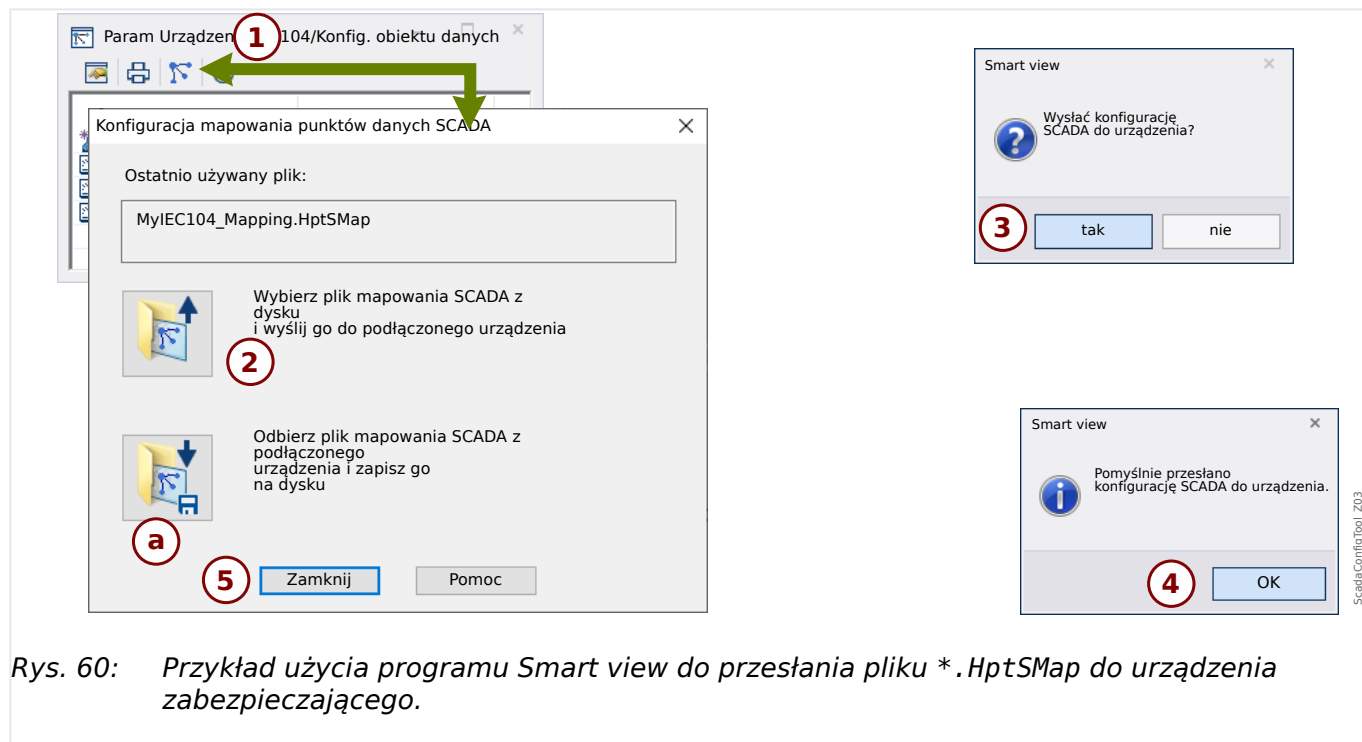 Param Urządzen 1 104/Konfig. obiektu danych
Konfiguracja mapowania punktów danych SCADA
Ostatnio używany plik:
MyIEC104_Mapping.HptSMap
Wybierz plik mapowania SCADA z
dysku
i wyślij go do podłączonego urządzenia
2
Odbierz plik mapowania SCADA z
podłączonego
urządzenia i zapisz go
na dysku
a
5 Zamknij Pomoc
Smart view
Wysłać konfigurację
SCADA do urządzenia?
3 tak nie
Smart view
Pomyślnie przesłano
konfigurację SCADA do urządzenia.
4 OK
ScadaConfigTool_Z03
Rys. 60: Przykład użycia programu Smart view do przesłania pliku *.HptSMap do urządzenia
zabezpieczającego.